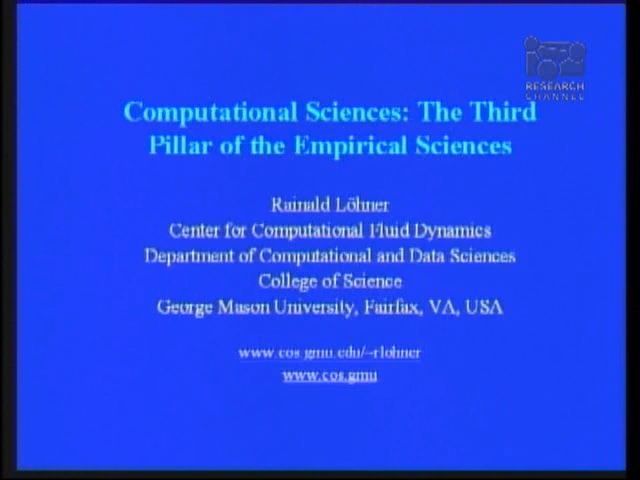 RESEARCH
CHANNEL
Computational Sciences: The Third
Pillar of the Empirical Sciences
Rainald Löhner
Center for Computational Fluid Dynamics
Department of Computational and Data Sciences
College of Science
George Mason University, Fairfax, VA, USA
www.cos.gmu.edu/~rlohner
www.cos.gmu